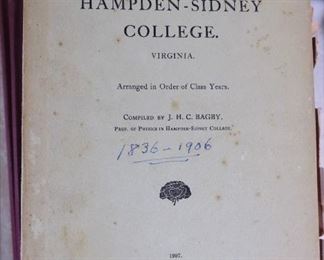 HAMPDEN-SIDNEY
COLLEGE.
VIRGINIA.
Arranged in Order of Class Years.
COMPILED BY J. H. C. BAGBY,
PROF. OF PHYSICS IN HAMPDEN-SIDNEY COLLEGE.
1836-1906
1907.